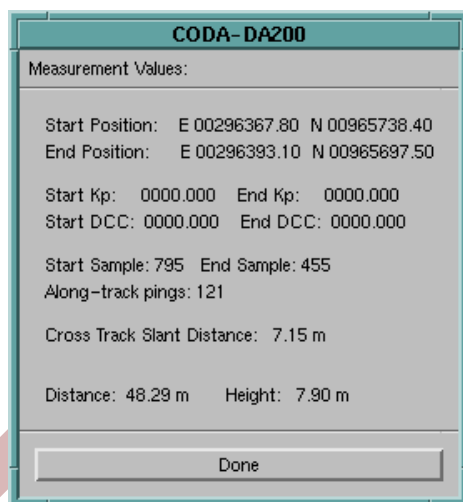 CODA-DA200
Measurement Values:
Start Position: E 00296367.80 N 00965738.40
End Position: E 00296393.10 N 00965697.50
Start Kp: 0000.000 End Kp: 0000.000
Start DCC: 0000.000 End DCC: 0000.000
Start Sample: 795 End Sample: 455
Along-track pings: 121
Cross Track Slant Distance: 7.15 m
Distance: 48.29 m Height: 7.90 m
Done